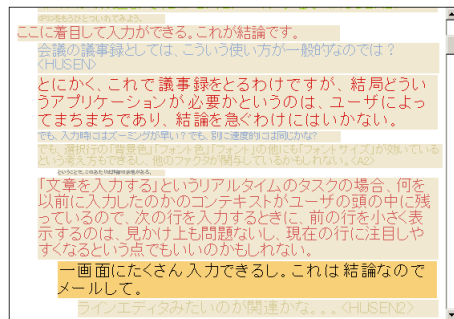 ここに着目して入力ができる。これが結論です。
会議の議事録としては、こういう使い方が一般的なのでは？
<HUSEN>
とにかく、これで議事録をとるわけですが、結局どうい
うアプリケーションが必要かというのは、ユーザによっ
てまちまちであり、結論を急ぐわけにはいかない。
でも、入力時にはズーミングが早い？でも、別に速度的には同じかな？
でも、選択行の「背景色」「フォント色」「フォント」の他にも「フォントサイズ」が効いている
という考え方もできるし、他のファクタが関与しているかもしれない。<A2>
「文章を入力する」というリアルタイムのタスクの場合、何を
以前に入力したのかのコンテキストがユーザの頭の中に残
っているので、次の行を入力するときに、前の行を小さく表
示するのは、見かけ上も問題ないし、現在の行に注目しや
すくなるという点でもいいのかもしれない。
一画面にたくさん入力できるし。これは結論なので
メールして。
ラインエディタみたいのが関連かな。。。<HUSEN2>